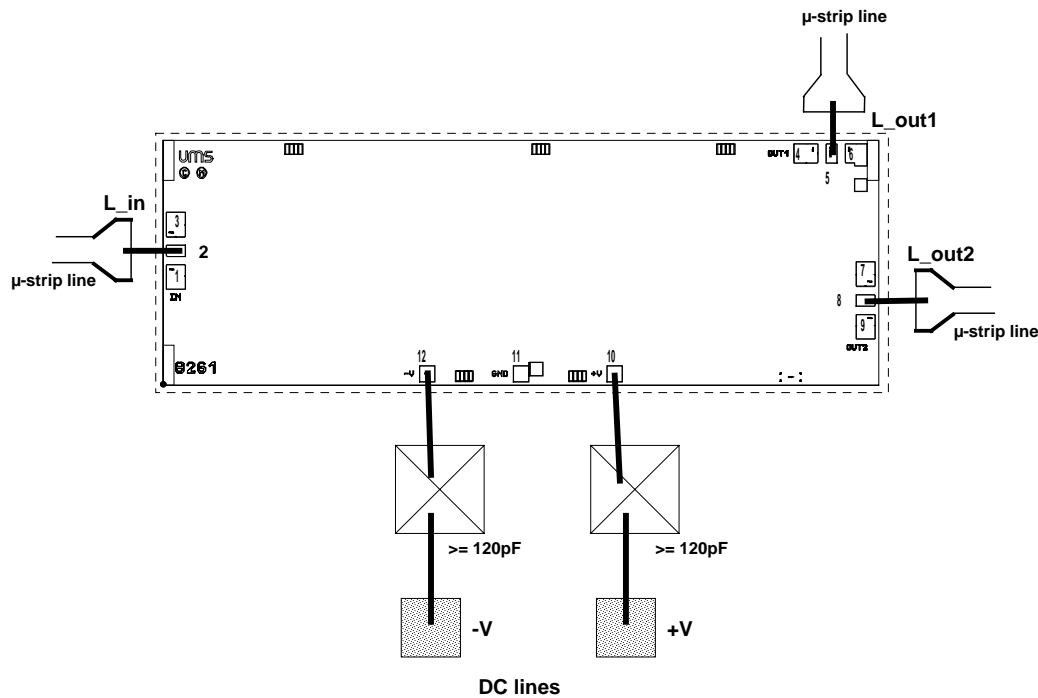 µ-strip line
L_out1
UMS
© M
OUT1
4
5
6
L_in
3
2
1
IN
µ-strip line
L_out2
7
8
9
OUT2
µ-strip line
8261
12
-V
11
GND
10
+V
>= 120pF
>= 120pF
-V
+V
DC lines